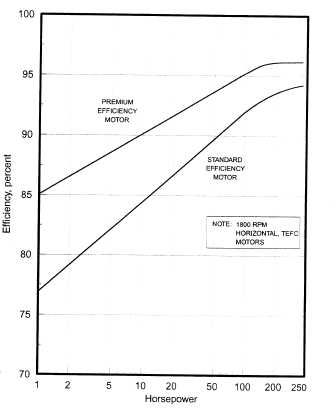 100
95
90
85
80
75
70
Efficiency, percent
PREMIUM
EFFICIENCY
MOTOR
STANDARD
EFFICIENCY
MOTOR
NOTE: 1800 RPM
HORIZONTAL, TEFC
MOTORS
1 2 5 10 20 50 100 200 250
Horsepower